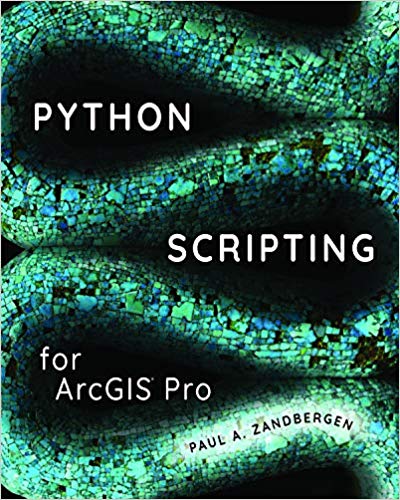 PYTHON
SCRIPTING
for
ArcGIS® Pro
PAUL A. ZANDBERGEN